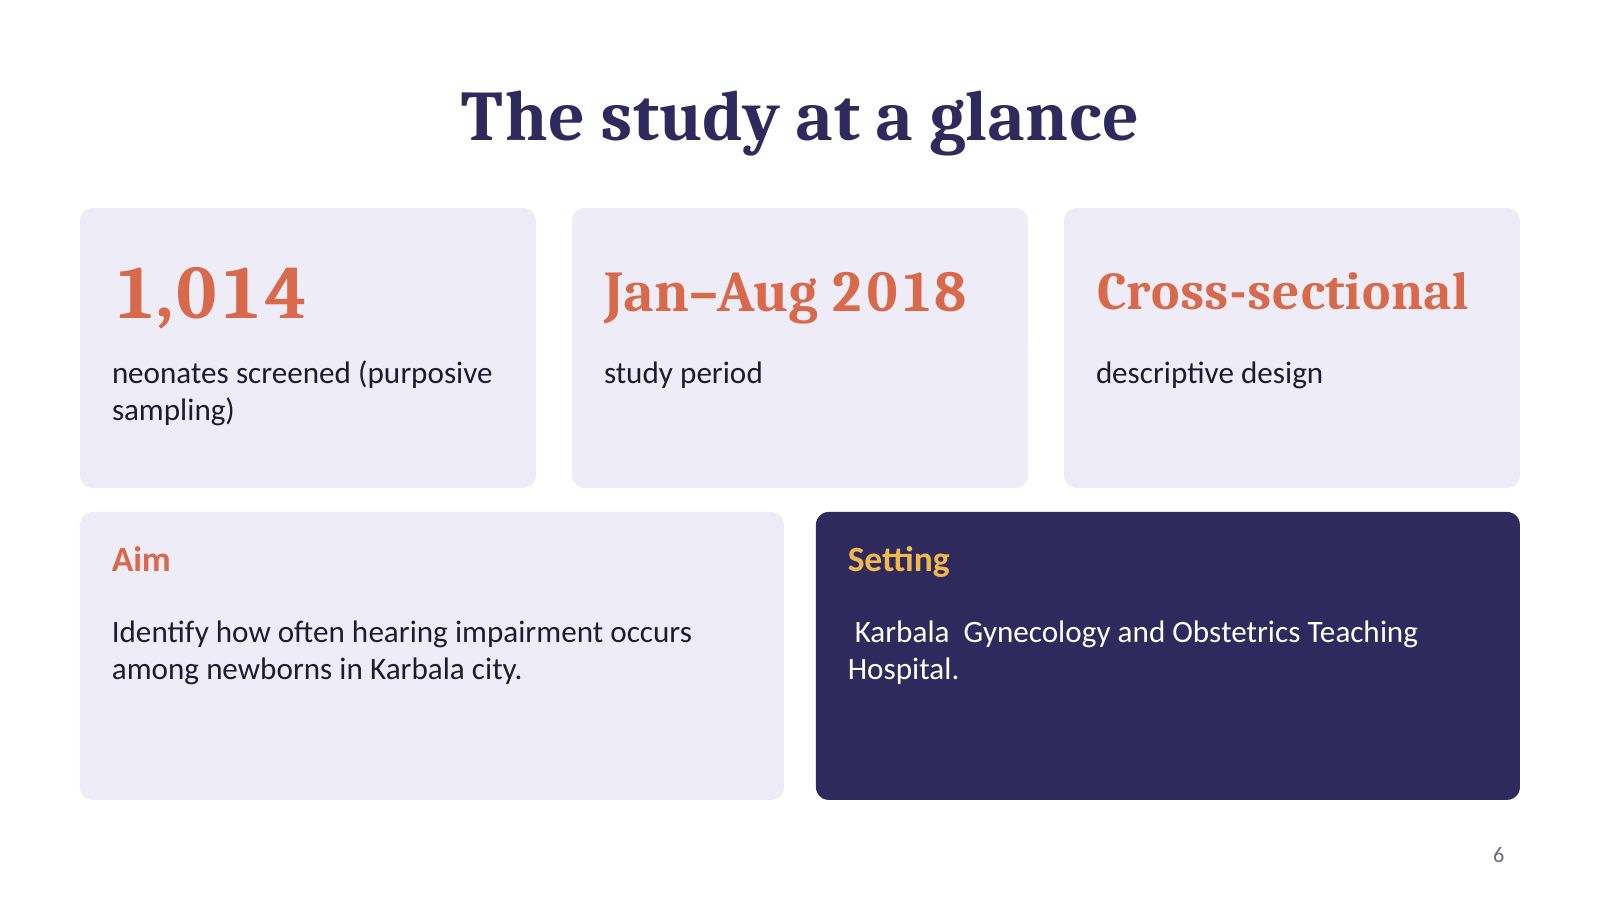 The study at a glance
1,014
neonates screened (purposive
sampling)
Jan–Aug 2018
study period
Cross-sectional
descriptive design
Aim
Identify how often hearing impairment occurs
among newborns in Karbala city.
Setting
Karbala  Gynecology and Obstetrics Teaching
Hospital.
6